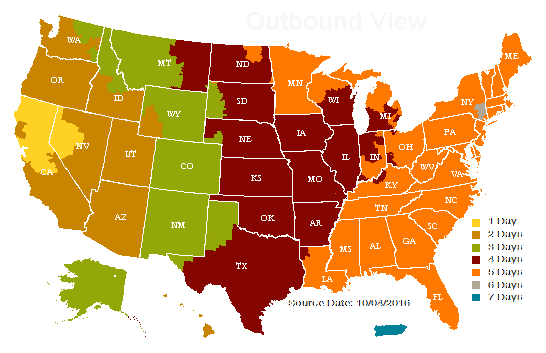 Outbound View
WA
MT
ND
MN
ME
OR
ID
WY
SD
WI
MI
NY
NV
UT
CO
NE
IA
IL
IN
OH
PA
CA
KS
MO
KY
WV
VA
AZ
NM
OK
AR
TN
NC
SC
TX
LA
MS
AL
GA
FL
1 Day
2 Days
3 Days
4 Days
5 Days
6 Days
7 Days
Source Date: 10/04/2016